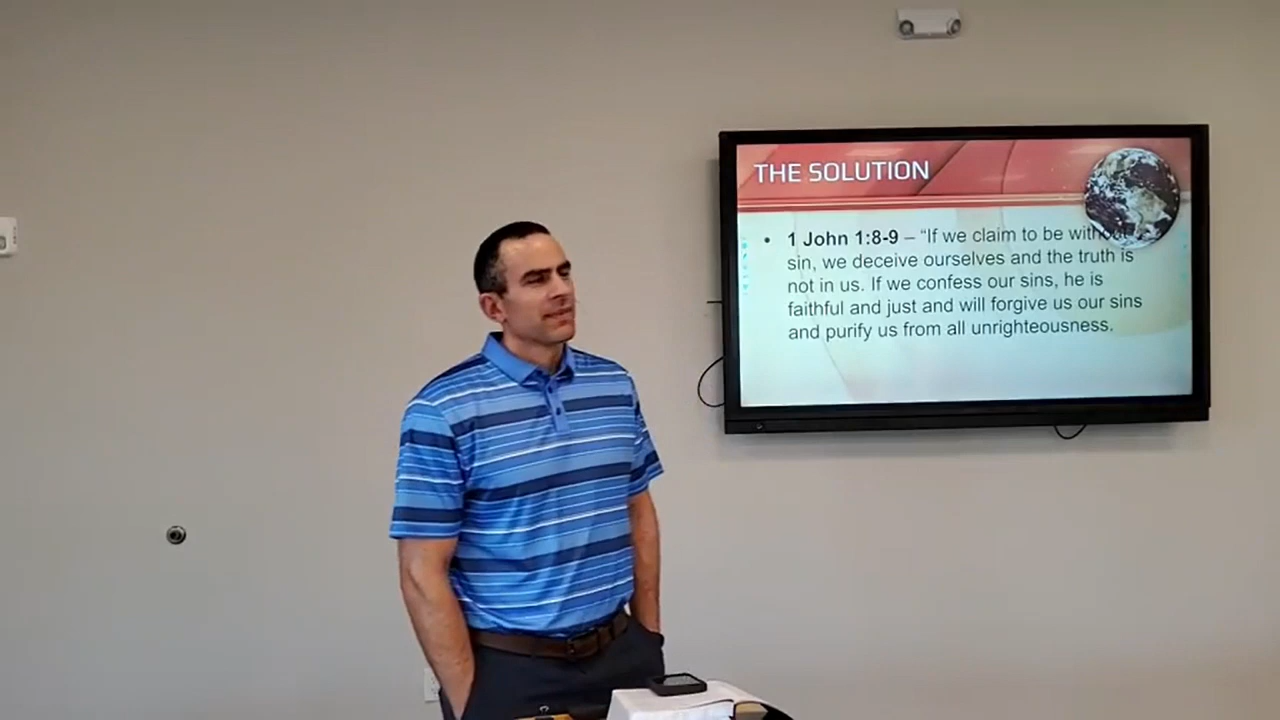 THE SOLUTION
• 1 John 1:8-9 – “If we claim to be without
sin, we deceive ourselves and the truth is
not in us. If we confess our sins, he is
faithful and just and will forgive us our sins
and purify us from all unrighteousness.